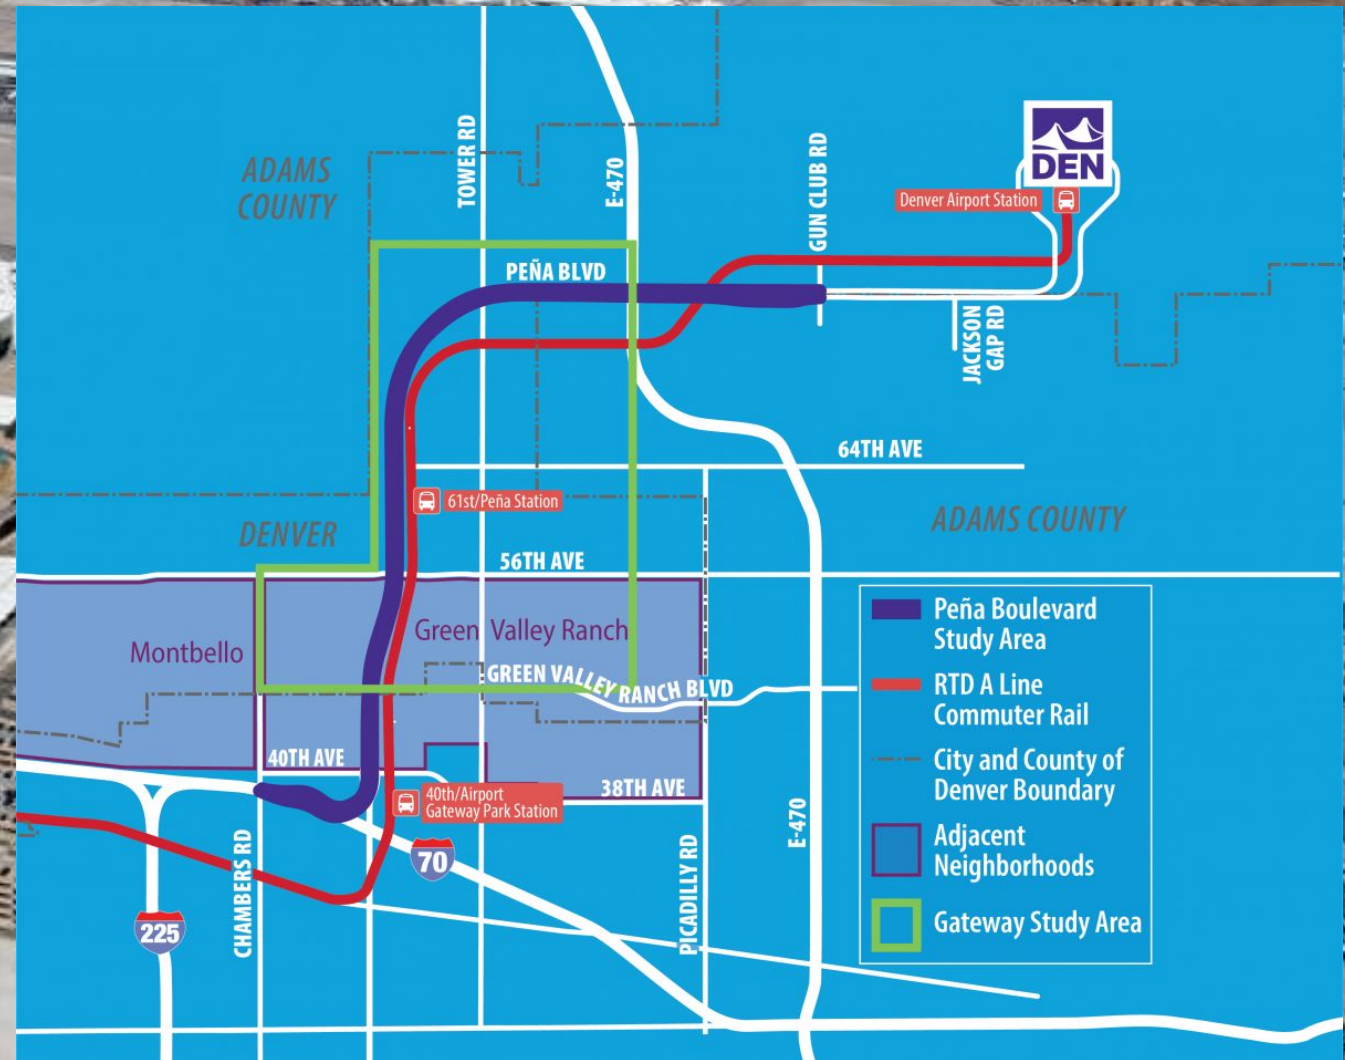 ADAMS
COUNTY
TOWER RD
E-470
GUN CLUB RD
DEN
Denver Airport Station
PEÑA BLVD
JACKSON
GAP RD
64TH AVE
61st/Peña Station
DENVER
ADAMS COUNTY
56TH AVE
Montbello
Green Valley Ranch
GREEN VALLEY RANCH BLVD
40TH AVE
38TH AVE
40th/Airport
Gateway Park Station
CHAMBERS RD
70
225
PICADILLY RD
E-470
Peña Boulevard
Study Area
RTD A Line
Commuter Rail
City and County of
Denver Boundary
Adjacent
Neighborhoods
Gateway Study Area